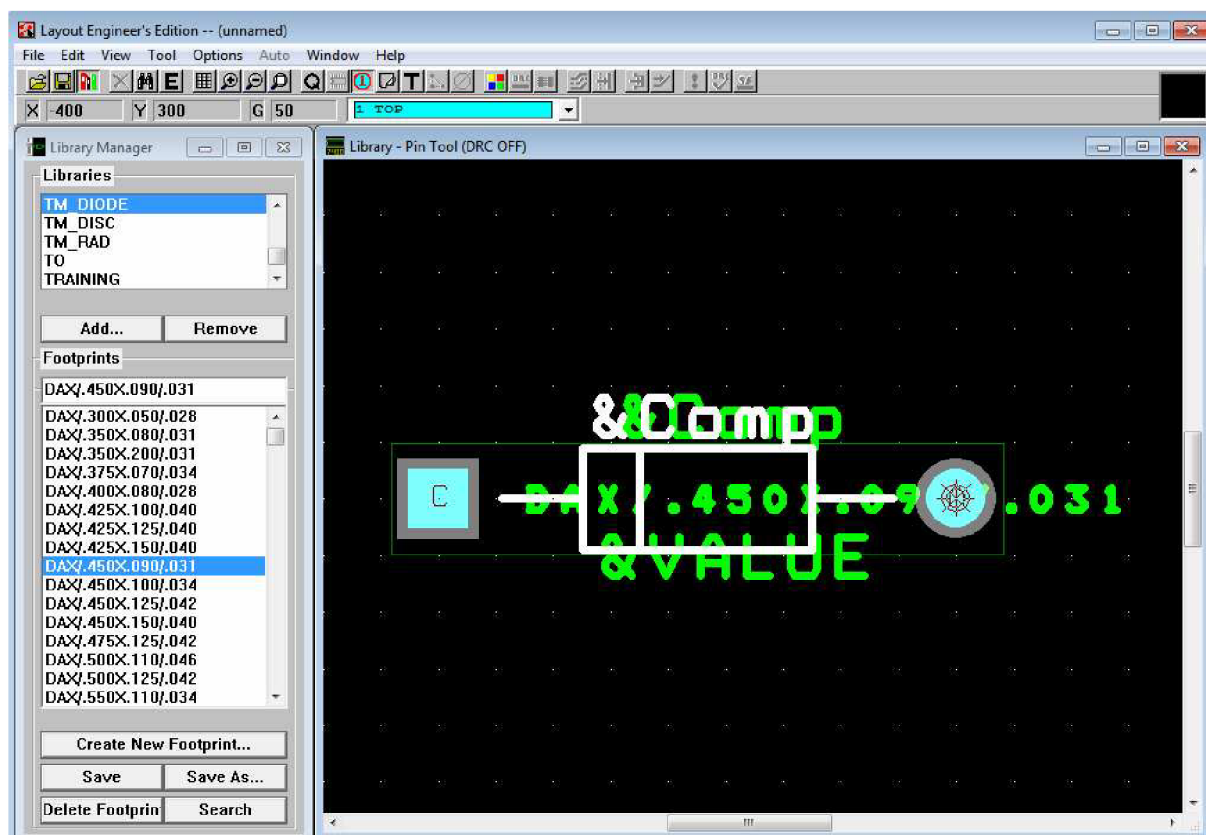 Layout Engineer's Edition -- (unnamed)
File Edit View Tool Options Auto Window Help
X -400 Y 300 G 50 1 TOP
Library Manager
Library - Pin Tool (DRC OFF)
Libraries
TM_DIODE
TM_DISC
TM_RAD
TO
TRAINING
Add... Remove
Footprints
DAX/.450X.090/.031
DAX/.300X.050/.028
DAX/.350X.080/.031
DAX/.350X.200/.031
DAX/.375X.070/.034
DAX/.400X.080/.028
DAX/.425X.100/.040
DAX/.425X.125/.040
DAX/.425X.150/.040
DAX/.450X.090/.031
DAX/.450X.100/.034
DAX/.450X.125/.042
DAX/.450X.150/.040
DAX/.475X.125/.042
DAX/.500X.110/.046
DAX/.500X.125/.042
DAX/.550X.110/.034
Create New Footprint...
Save Save As...
Delete Footprin Search
&Comp
&Comp
C
DAX/.450X.090/.031
&VALUE